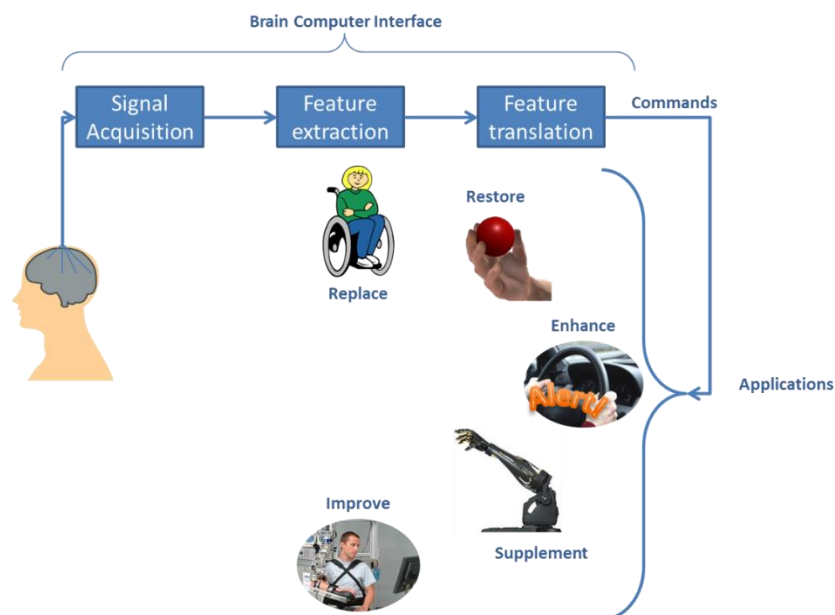 Brain Computer Interface
Signal
Acquisition
Feature
extraction
Feature
translation
Commands
Restore
Replace
Enhance
Alert!
Applications
Improve
Supplement